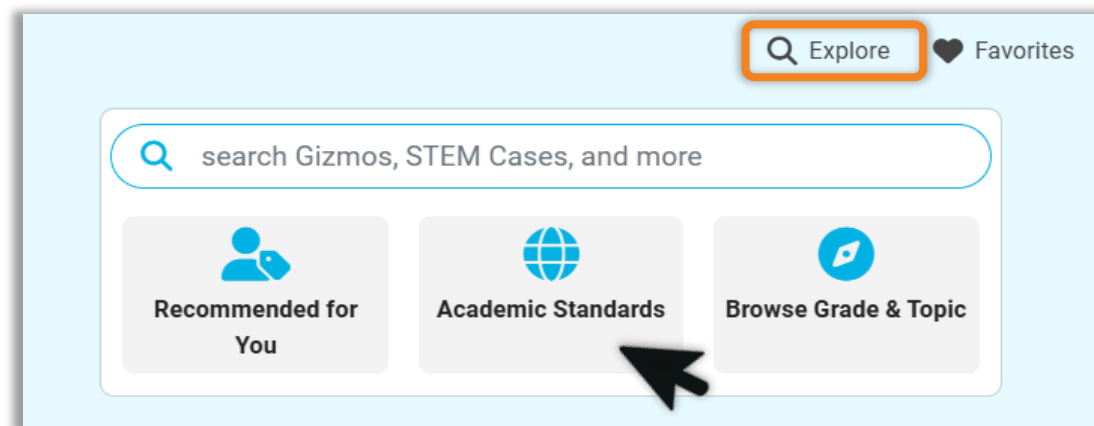 Explore Favorites
search Gizmos, STEM Cases, and more
Recommended for
You
Academic Standards
Browse Grade & Topic